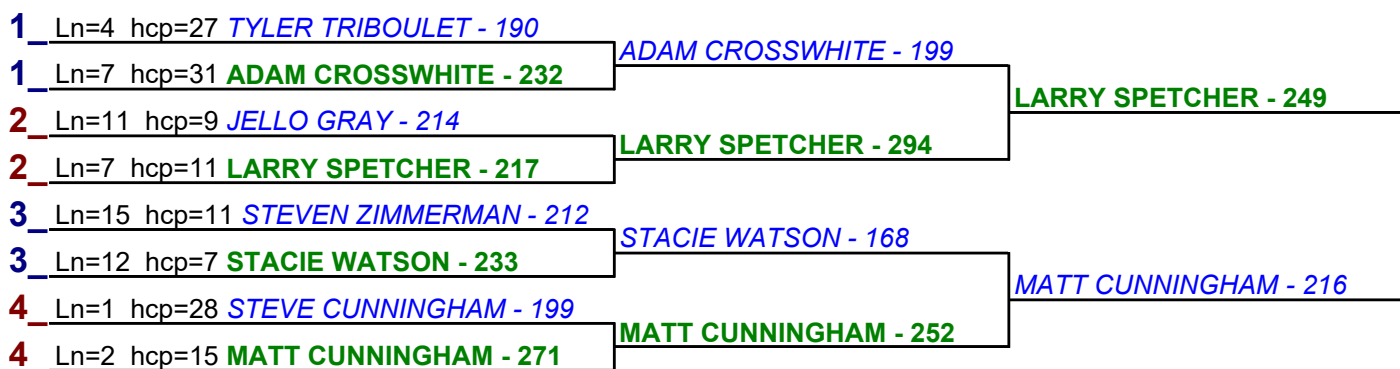 1_ Ln=4 hcp=27 TYLER TRIBOULET - 190
1_ Ln=7 hcp=31 ADAM CROSSWHITE - 232
2_ Ln=11 hcp=9 JELLO GRAY - 214
2_ Ln=7 hcp=11 LARRY SPETCHER - 217
3_ Ln=15 hcp=11 STEVEN ZIMMERMAN - 212
3_ Ln=12 hcp=7 STACIE WATSON - 233
4_ Ln=1 hcp=28 STEVE CUNNINGHAM - 199
4 Ln=2 hcp=15 MATT CUNNINGHAM - 271
ADAM CROSSWHITE - 199
LARRY SPETCHER - 294
STACIE WATSON - 168
MATT CUNNINGHAM - 252
LARRY SPETCHER - 249
MATT CUNNINGHAM - 216